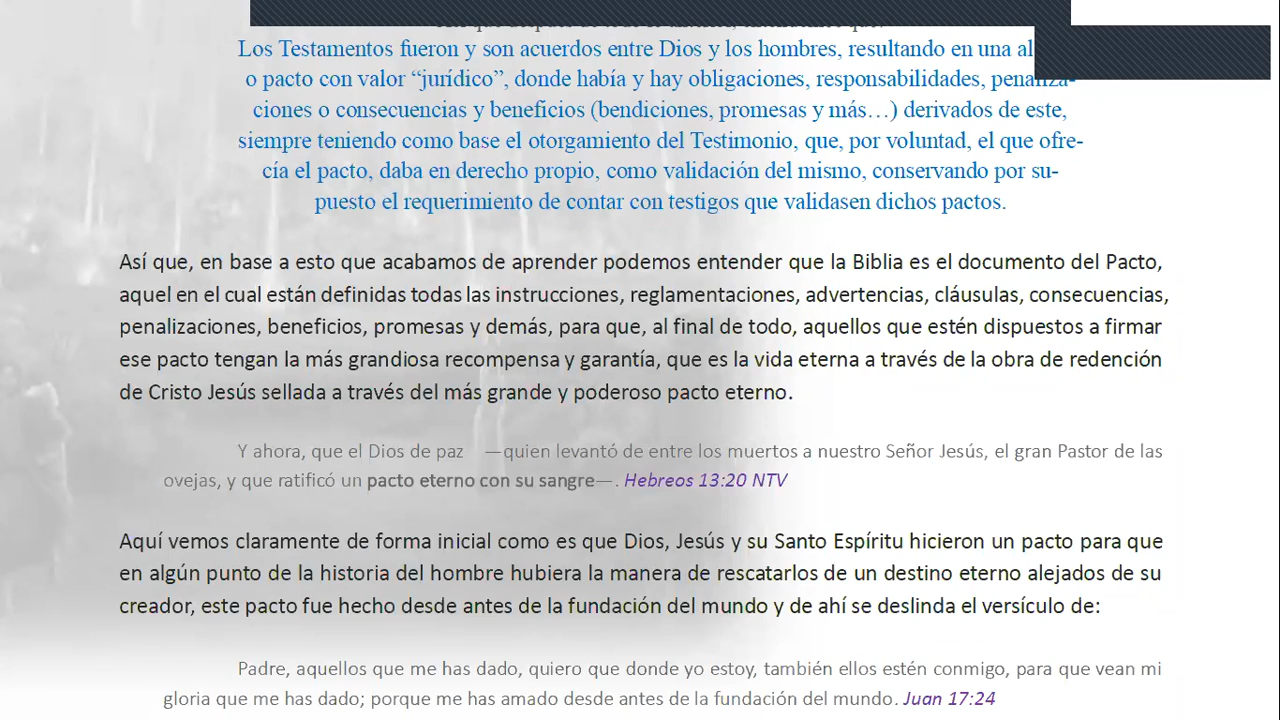 Los Testamentos fueron y son acuerdos entre Dios y los hombres, resultando en una
o pacto con valor “jurídico”, donde había y hay obligaciones, responsabilidades, penaliza-
ciones o consecuencias y beneficios (bendiciones, promesas y más…) derivados de este,
siempre teniendo como base el otorgamiento del Testimonio, que, por voluntad, el que ofre-
cía el pacto, daba en derecho propio, como validación del mismo, conservando por su-
puesto el requerimiento de contar con testigos que validasen dichos pactos.
Así que, en base a esto que acabamos de aprender podemos entender que la Biblia es el documento del Pacto,
aquel en el cual están definidas todas las instrucciones, reglamentaciones, advertencias, cláusulas, consecuencias,
penalizaciones, beneficios, promesas y demás, para que, al final de todo, aquellos que estén dispuestos a firmar
ese pacto tengan la más grandiosa recompensa y garantía, que es la vida eterna a través de la obra de redención
de Cristo Jesús sellada a través del más grande y poderoso pacto eterno.
Y ahora, que el Dios de paz —quien levantó de entre los muertos a nuestro Señor Jesús, el gran Pastor de las
ovejas, y que ratificó un pacto eterno con su sangre—. Hebreos 13:20 NTV
Aquí vemos claramente de forma inicial como es que Dios, Jesús y su Santo Espíritu hicieron un pacto para que
en algún punto de la historia del hombre hubiera la manera de rescatarlos de un destino eterno alejados de su
creador, este pacto fue hecho desde antes de la fundación del mundo y de ahí se deslinda el versículo de:
Padre, aquellos que me has dado, quiero que donde yo estoy, también ellos estén conmigo, para que vean mi
gloria que me has dado; porque me has amado desde antes de la fundación del mundo. Juan 17:24